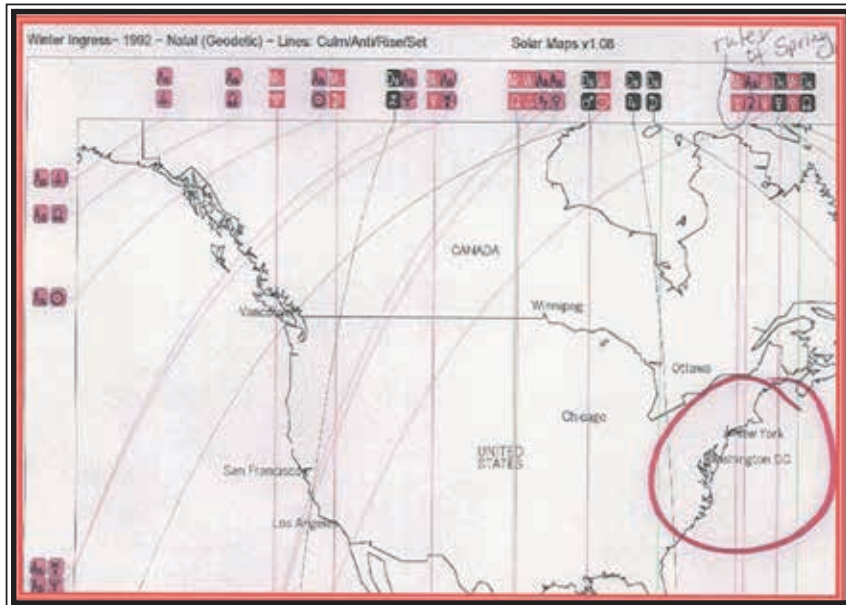 Winter Ingress- 1992 - Natal (Geodetic) - Lines: Culm/Anti/Rise/Set
Solar Maps v1.08
ruler of Spring
CANADA
Winnipeg
Ottawa
Chicago
New York
Washington DC
UNITED STATES
San Francisco
Los Angeles